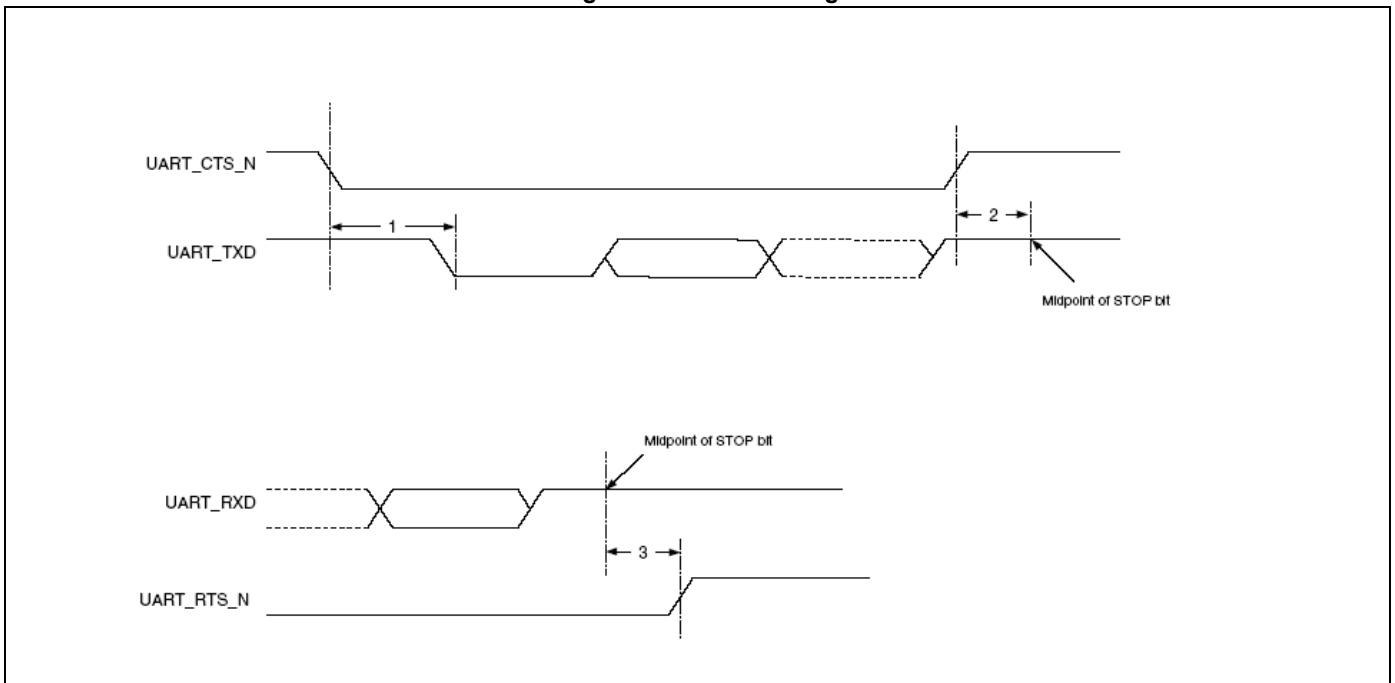 UART_CTS_N
1
2
UART_TXD
Midpoint of STOP bit
Midpoint of STOP bit
UART_RXD
3
UART_RTS_N